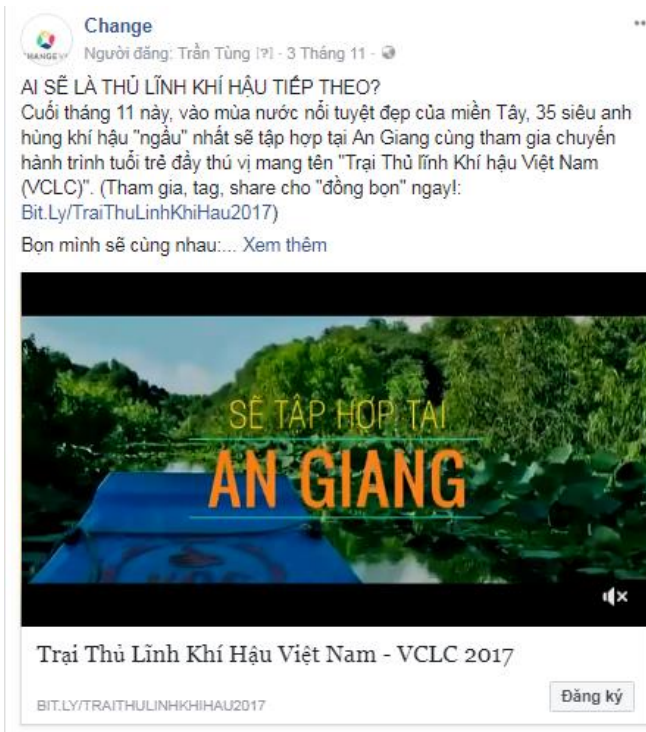 Change
Người đăng: Trần Tùng [?] · 3 Tháng 11 ·
AI SẼ LÀ THỦ LĨNH KHÍ HẬU TIẾP THEO?
Cuối tháng 11 này, vào mùa nước nổi tuyệt đẹp của miền Tây, 35 siêu anh
hùng khí hậu "ngầu" nhất sẽ tập hợp tại An Giang cùng tham gia chuyến
hành trình tuổi trẻ đầy thú vị mang tên "Trại Thủ lĩnh Khí hậu Việt Nam
(VCLC)". (Tham gia, tag, share cho "đồng bọn" ngay!:
Bit.Ly/TraiThuLinhKhiHau2017)
Bọn mình sẽ cùng nhau:... Xem thêm
SẼ TẬP HỢP TẠI
AN GIANG
Trại Thủ Lĩnh Khí Hậu Việt Nam - VCLC 2017
BIT.LY/TRAITHULINHKHIHAU2017
Đăng ký